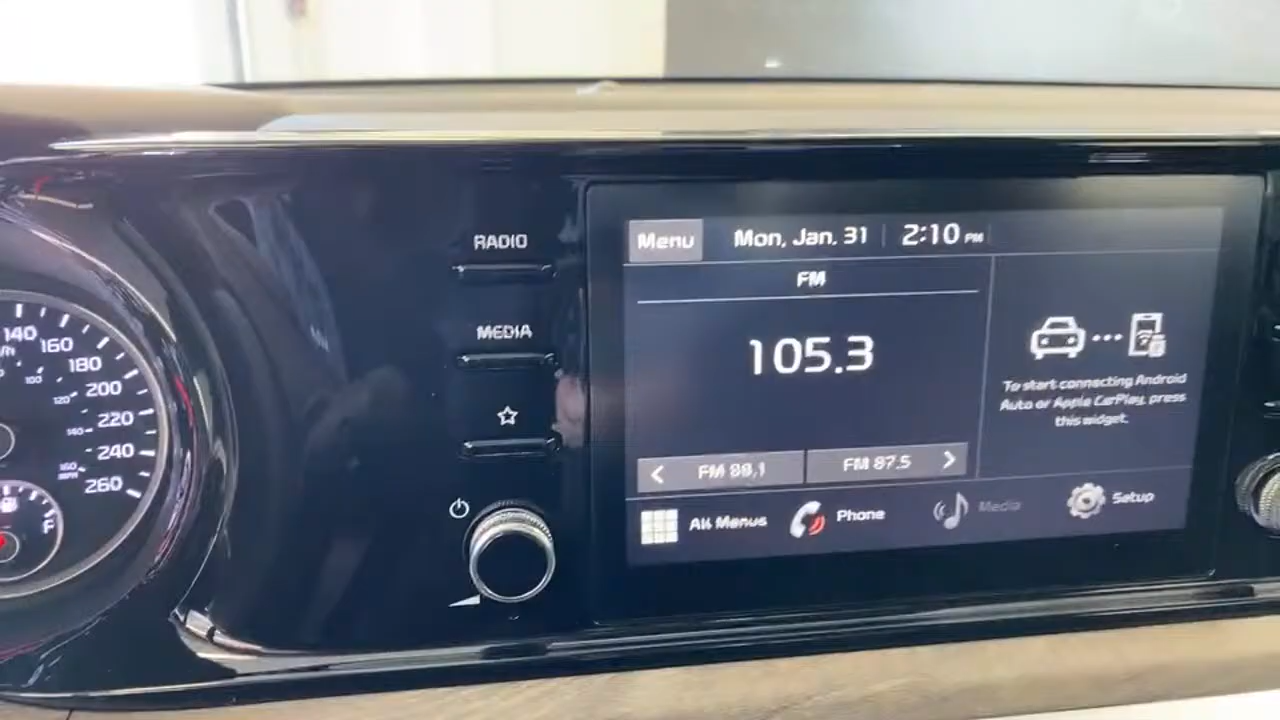 RADIO
MEDIA
Menu
Mon, Jan. 31
2:10 PM
FM
105.3
To start connecting Android
Auto or Apple CarPlay, press
this widget.
FM 88.1
FM 87.5
All Menus
Phone
Media
Setup
140
160
180
200
220
240
260
100
120
140
160
MPH
F